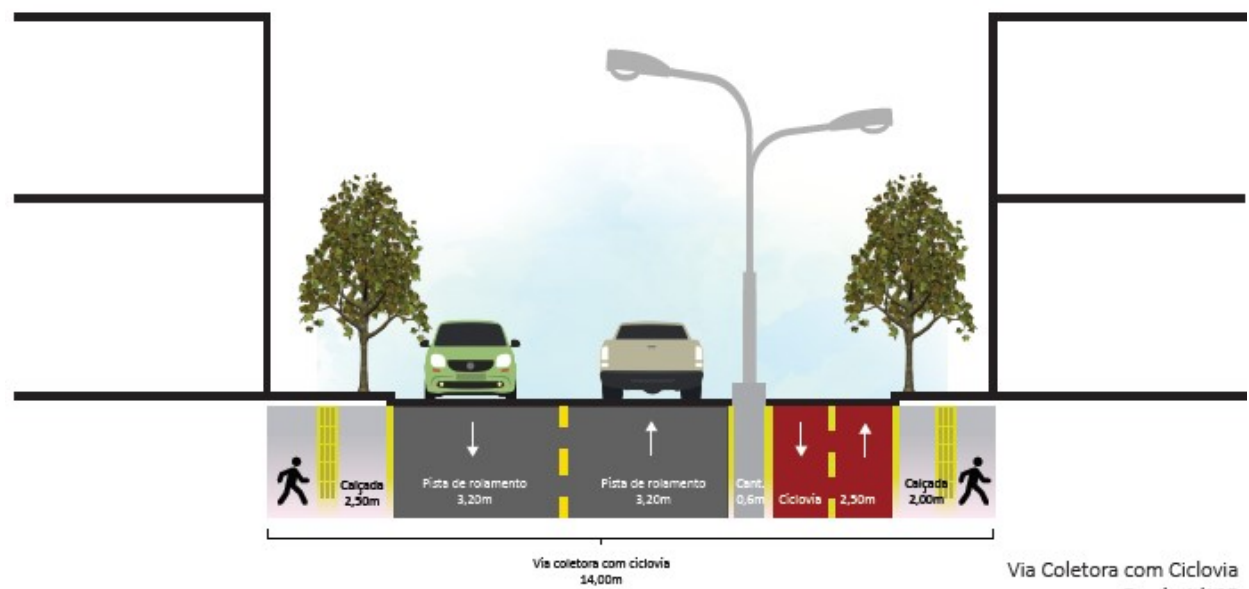 Calçada
2,50m
Pista de rolamento
3,20m
Pista de rolamento
3,20m
Cant.
0,6m
Ciclovia
2,50m
Calçada
2,00m
Via coletora com ciclovia
14,00m
Via Coletora com Ciclovia